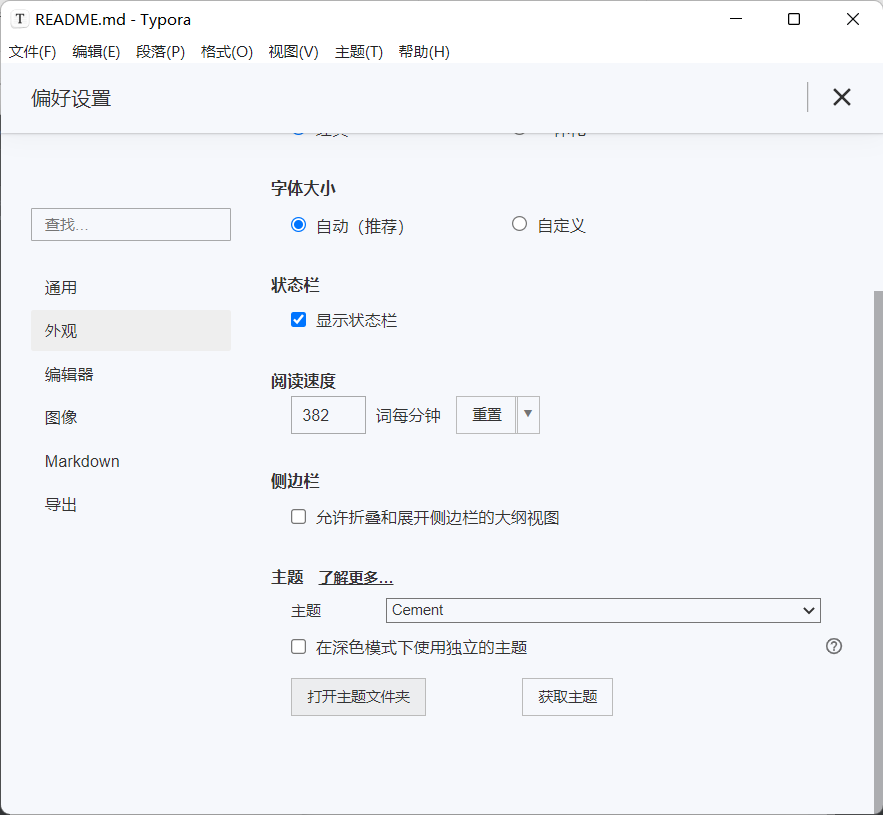 T README.md - Typora
文件(F) 编辑(E) 段落(P) 格式(O) 视图(V) 主题(T) 帮助(H)
偏好设置
字体大小
自动（推荐） 自定义
查找...
通用
外观
编辑器
图像
Markdown
导出
状态栏
显示状态栏
阅读速度
382 词每分钟 重置
侧边栏
允许折叠和展开侧边栏的大纲视图
主题 了解更多...
主题 Cement
在深色模式下使用独立的主题 ?
打开主题文件夹 获取主题